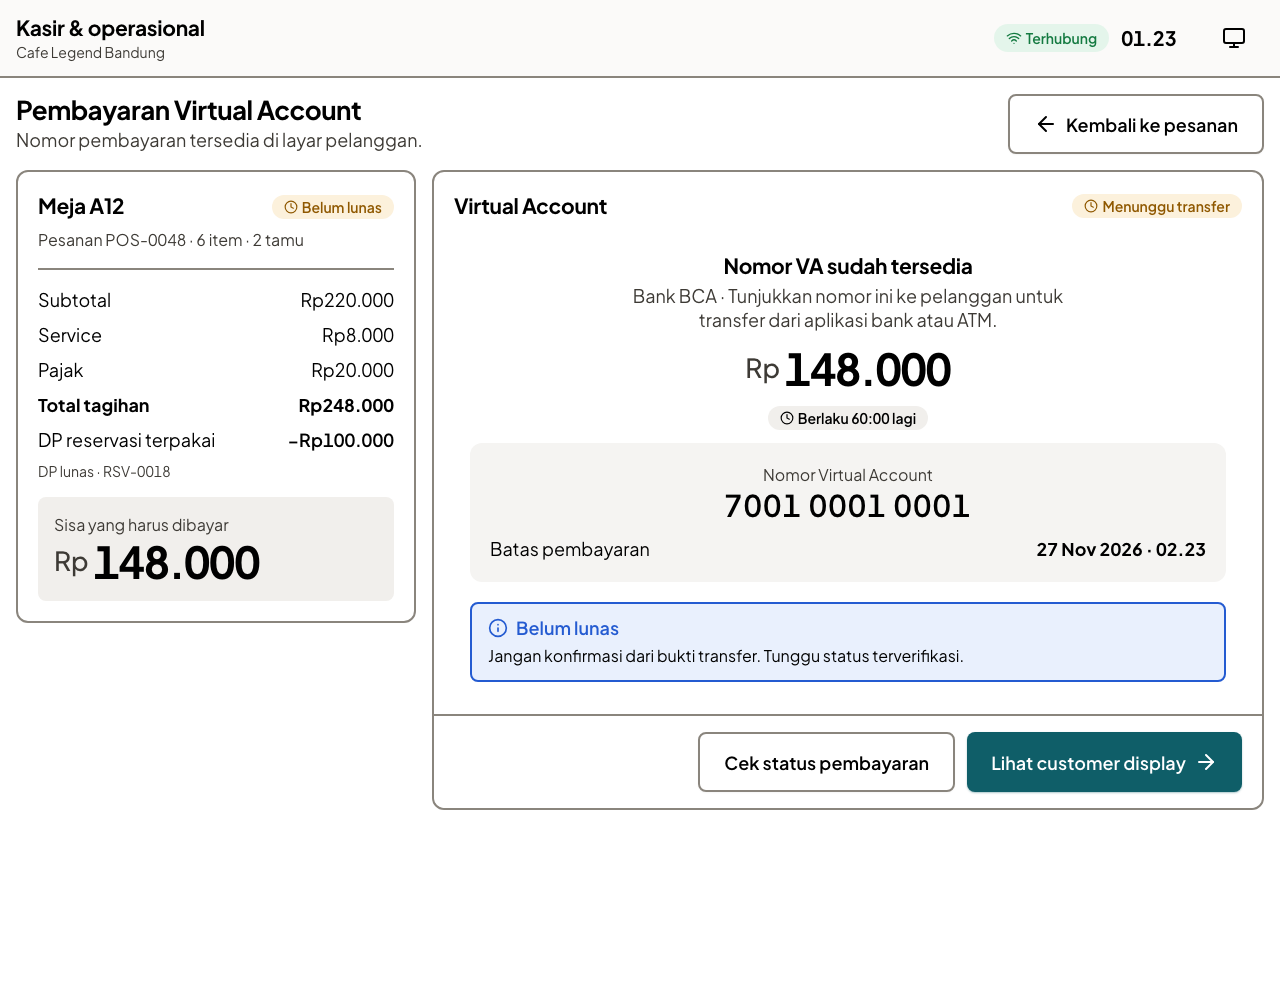 Kasir & operasional
Cafe Legend Bandung
Terhubung
01.23
Pembayaran Virtual Account
Nomor pembayaran tersedia di layar pelanggan.
Kembali ke pesanan
Meja A12
Belum lunas
Pesanan POS-0048 · 6 item · 2 tamu
Subtotal Rp220.000
Service Rp8.000
Pajak Rp20.000
Total tagihan Rp248.000
DP reservasi terpakai −Rp100.000
DP lunas · RSV-0018
Sisa yang harus dibayar
Rp 148.000
Virtual Account
Menunggu transfer
Nomor VA sudah tersedia
Bank BCA · Tunjukkan nomor ini ke pelanggan untuk
transfer dari aplikasi bank atau ATM.
Rp 148.000
Berlaku 60:00 lagi
Nomor Virtual Account
7001 0001 0001
Batas pembayaran 27 Nov 2026 · 02.23
Belum lunas
Jangan konfirmasi dari bukti transfer. Tunggu status terverifikasi.
Cek status pembayaran
Lihat customer display